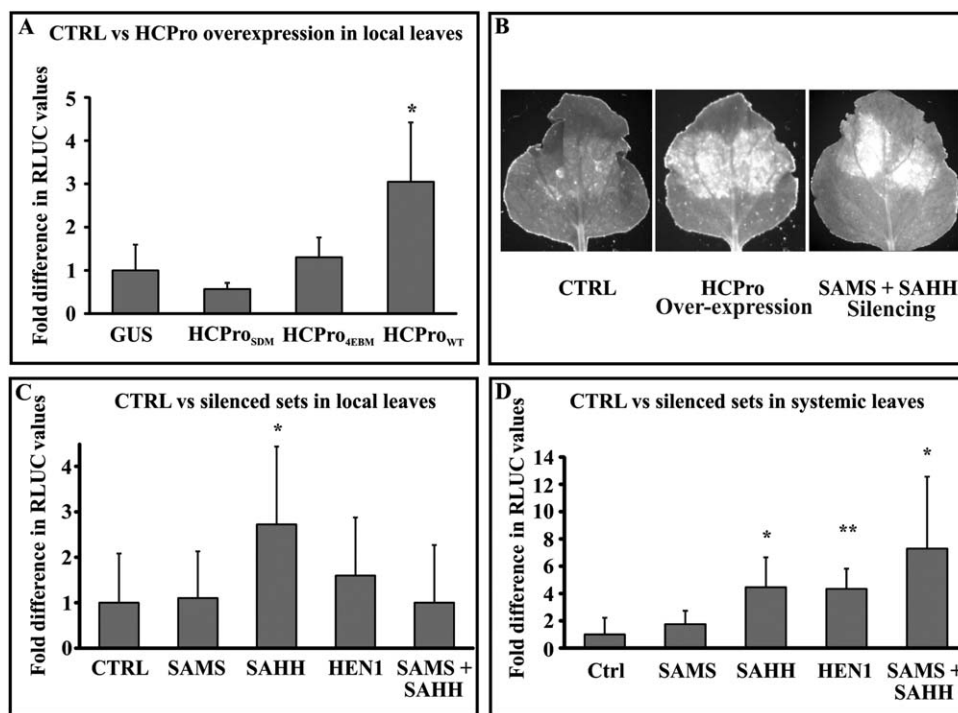 A
CTRL vs HCPro overexpression in local leaves
Fold difference in RLUC values
5
4
3
2
1
0
*
GUS HCProSDM HCPro4EBM HCProWT
B
CTRL
HCPro
Over-expression
SAMS + SAHH
Silencing
C
CTRL vs silenced sets in local leaves
Fold difference in RLUC values
4
3
2
1
0
*
CTRL SAMS SAHH HEN1 SAMS +
SAHH
D
CTRL vs silenced sets in systemic leaves
Fold difference in RLUC values
14
12
10
8
6
4
2
0
* ** *
Ctrl SAMS SAHH HEN1 SAMS +
SAHH